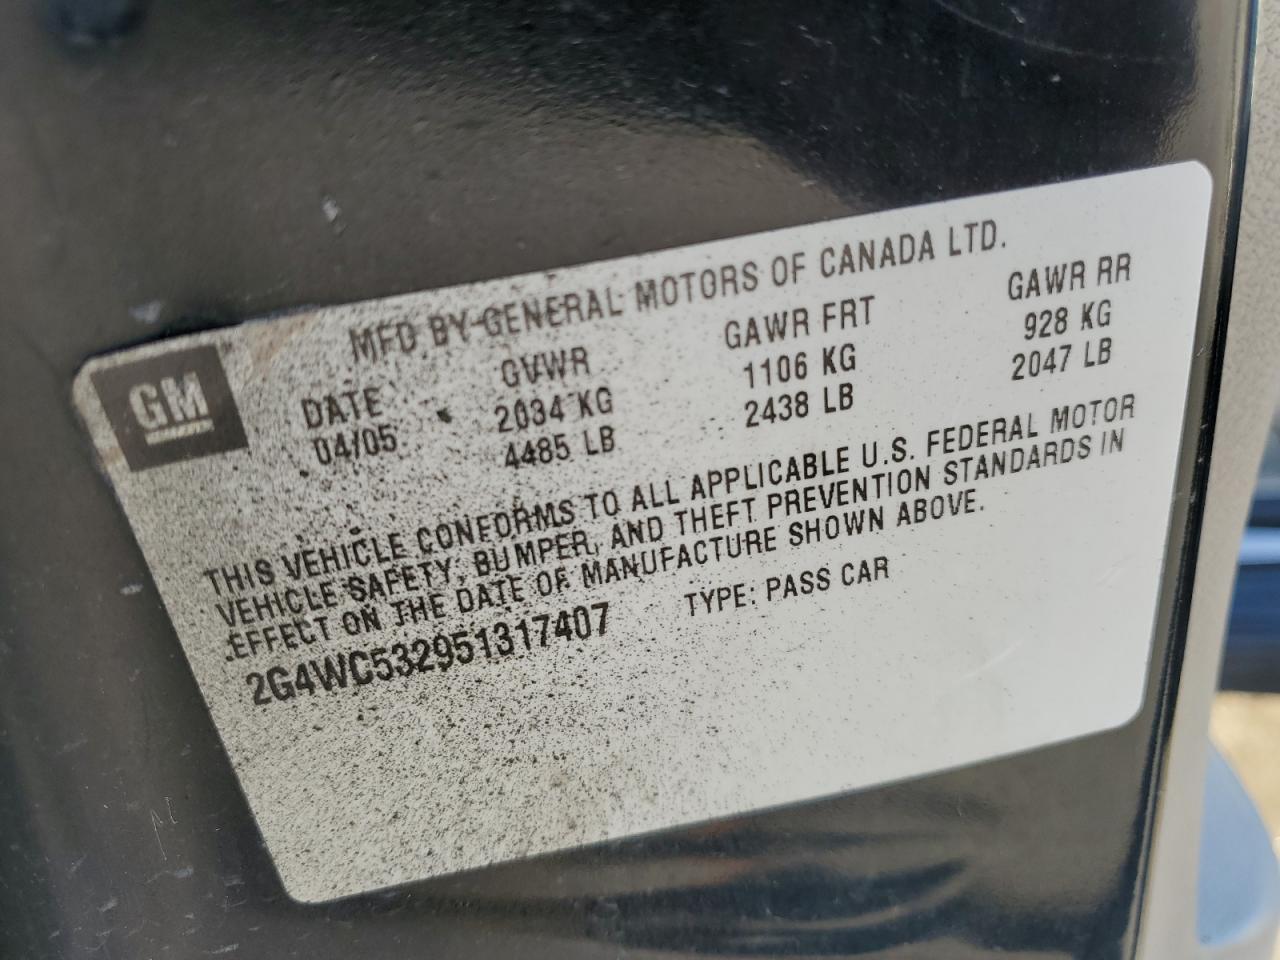 GM
MFD BY GENERAL MOTORS OF CANADA LTD.
DATE GVWR GAWR FRT GAWR RR
04/05 2034 KG 1106 KG 928 KG
4485 LB 2438 LB 2047 LB
THIS VEHICLE CONFORMS TO ALL APPLICABLE U.S. FEDERAL MOTOR
VEHICLE SAFETY, BUMPER, AND THEFT PREVENTION STANDARDS IN
EFFECT ON THE DATE OF MANUFACTURE SHOWN ABOVE.
2G4WC532951317407 TYPE: PASS CAR